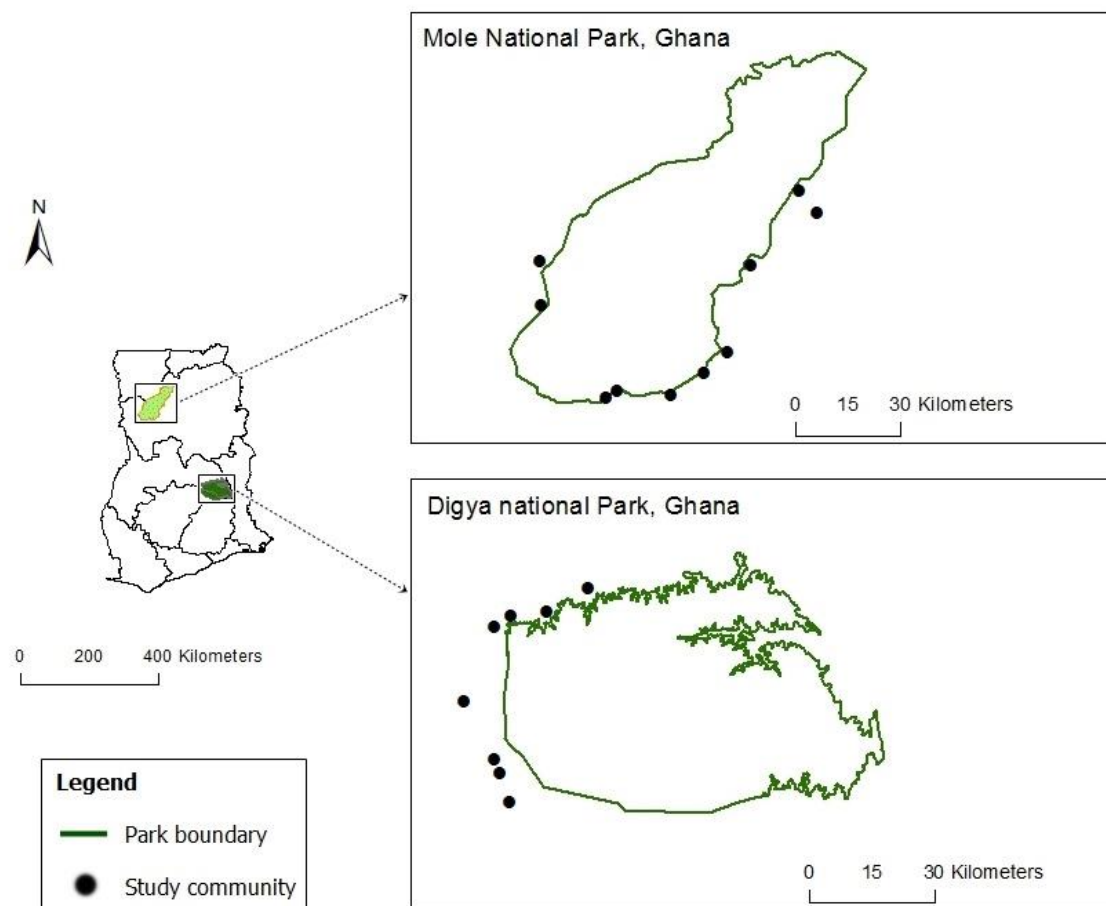 Mole National Park, Ghana
N
0 15 30 Kilometers
Digya national Park, Ghana
0 200 400 Kilometers
Legend
Park boundary
Study community
0 15 30 Kilometers